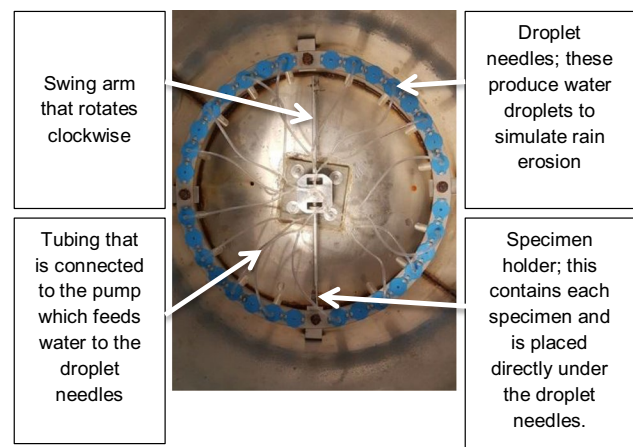 Swing arm
that rotates
clockwise
Droplet
needles; these
produce water
droplets to
simulate rain
erosion
Tubing that
is connected
to the pump
which feeds
water to the
droplet
needles
Specimen
holder; this
contains each
specimen and
is placed
directly under
the droplet
needles.